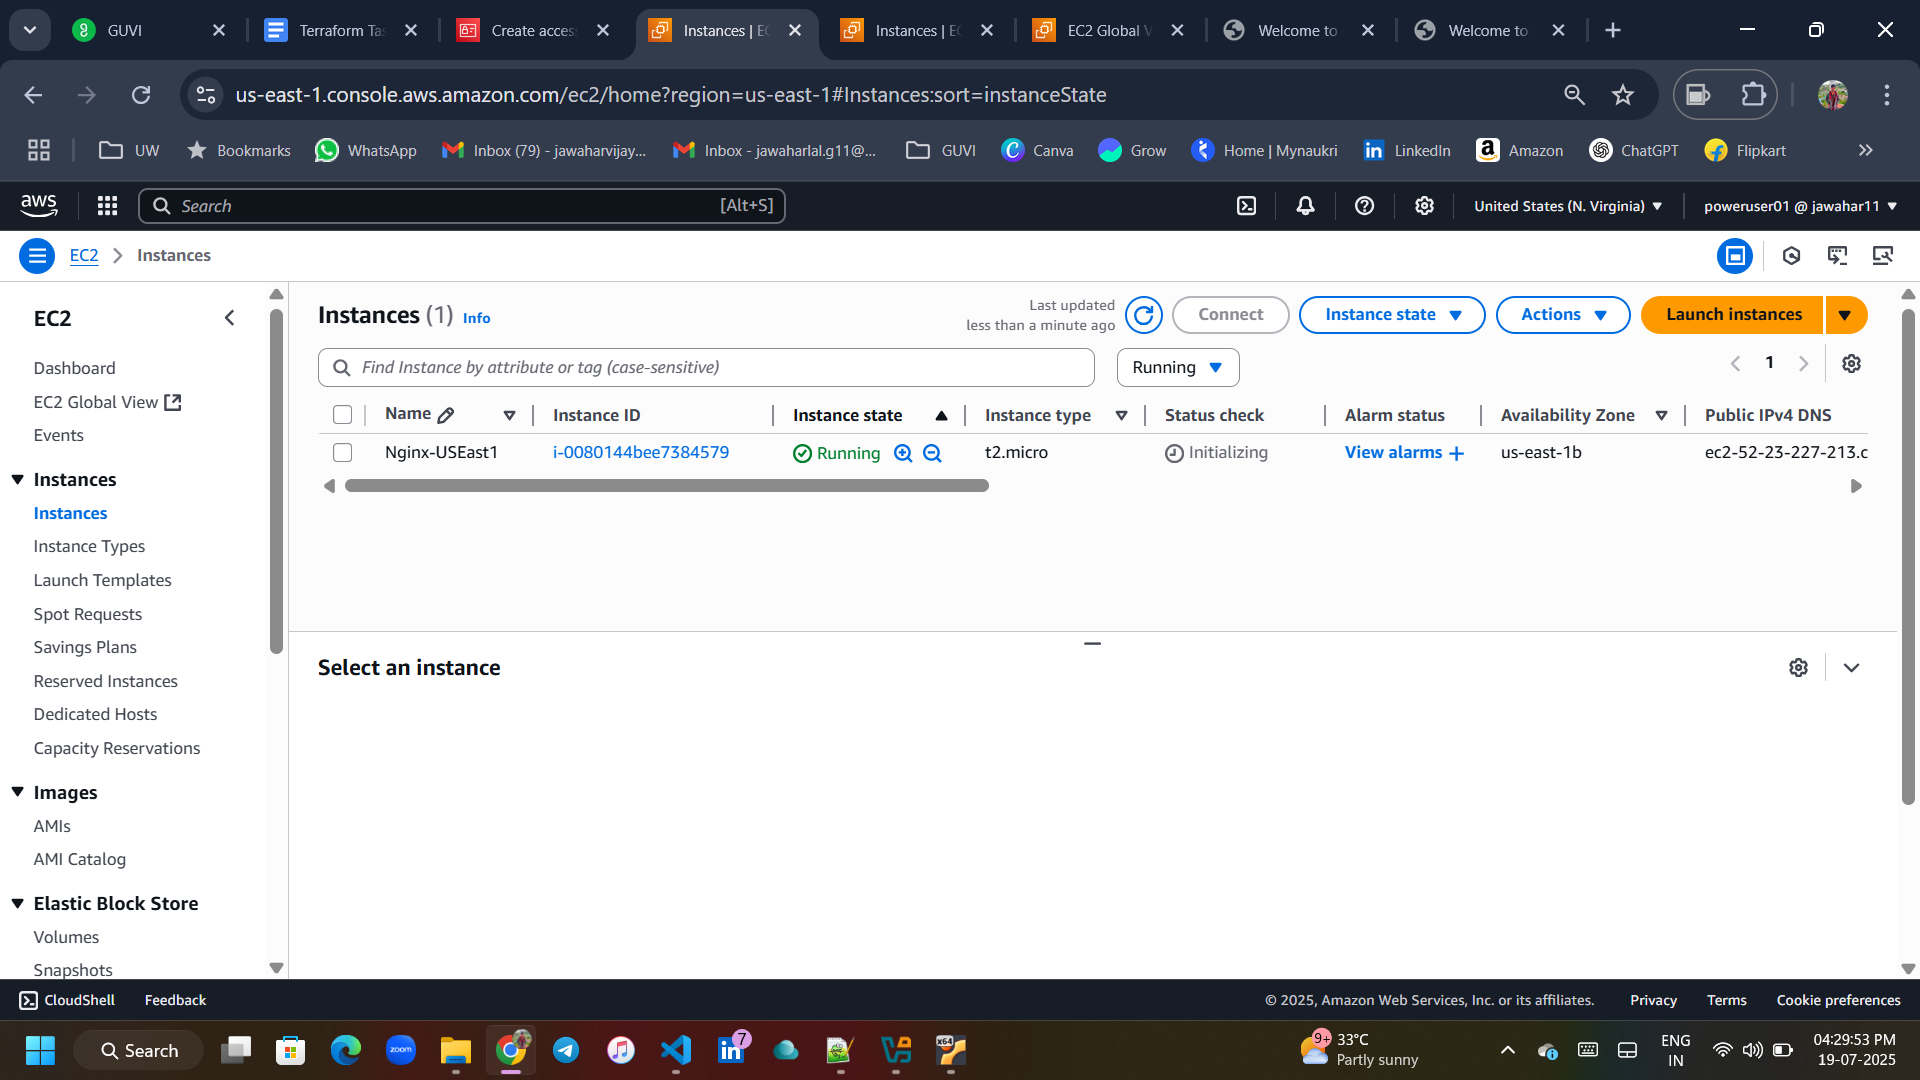 GUVI
Terraform Tas
Create acces
Instances | EC
Instances | EC
EC2 Global V
Welcome to
Welcome to
us-east-1.console.aws.amazon.com/ec2/home?region=us-east-1#Instances:sort=instanceState
UW
Bookmarks
WhatsApp
Inbox (79) - jawaharvijay...
Inbox - jawaharlal.g11@...
GUVI
Canva
Grow
Home | Mynaukri
LinkedIn
Amazon
ChatGPT
Flipkart
aws
Search
[Alt+S]
United States (N. Virginia)
poweruser01 @ jawahar11
EC2
Instances
EC2
Dashboard
EC2 Global View
Events
Instances
Instances
Instance Types
Launch Templates
Spot Requests
Savings Plans
Reserved Instances
Dedicated Hosts
Capacity Reservations
Images
AMIs
AMI Catalog
Elastic Block Store
Volumes
Snapshots
Instances (1) Info
Last updated
less than a minute ago
Connect
Instance state
Actions
Launch instances
Find Instance by attribute or tag (case-sensitive)
Running
1
Name
Instance ID
Instance state
Instance type
Status check
Alarm status
Availability Zone
Public IPv4 DNS
Nginx-USEast1
i-0080144bee7384579
Running
t2.micro
Initializing
View alarms
us-east-1b
ec2-52-23-227-213.c
Select an instance
CloudShell
Feedback
© 2025, Amazon Web Services, Inc. or its affiliates.
Privacy
Terms
Cookie preferences
Search
zoom
7
x64
9+
33°C
Partly sunny
ENG
IN
04:29:53 PM
19-07-2025